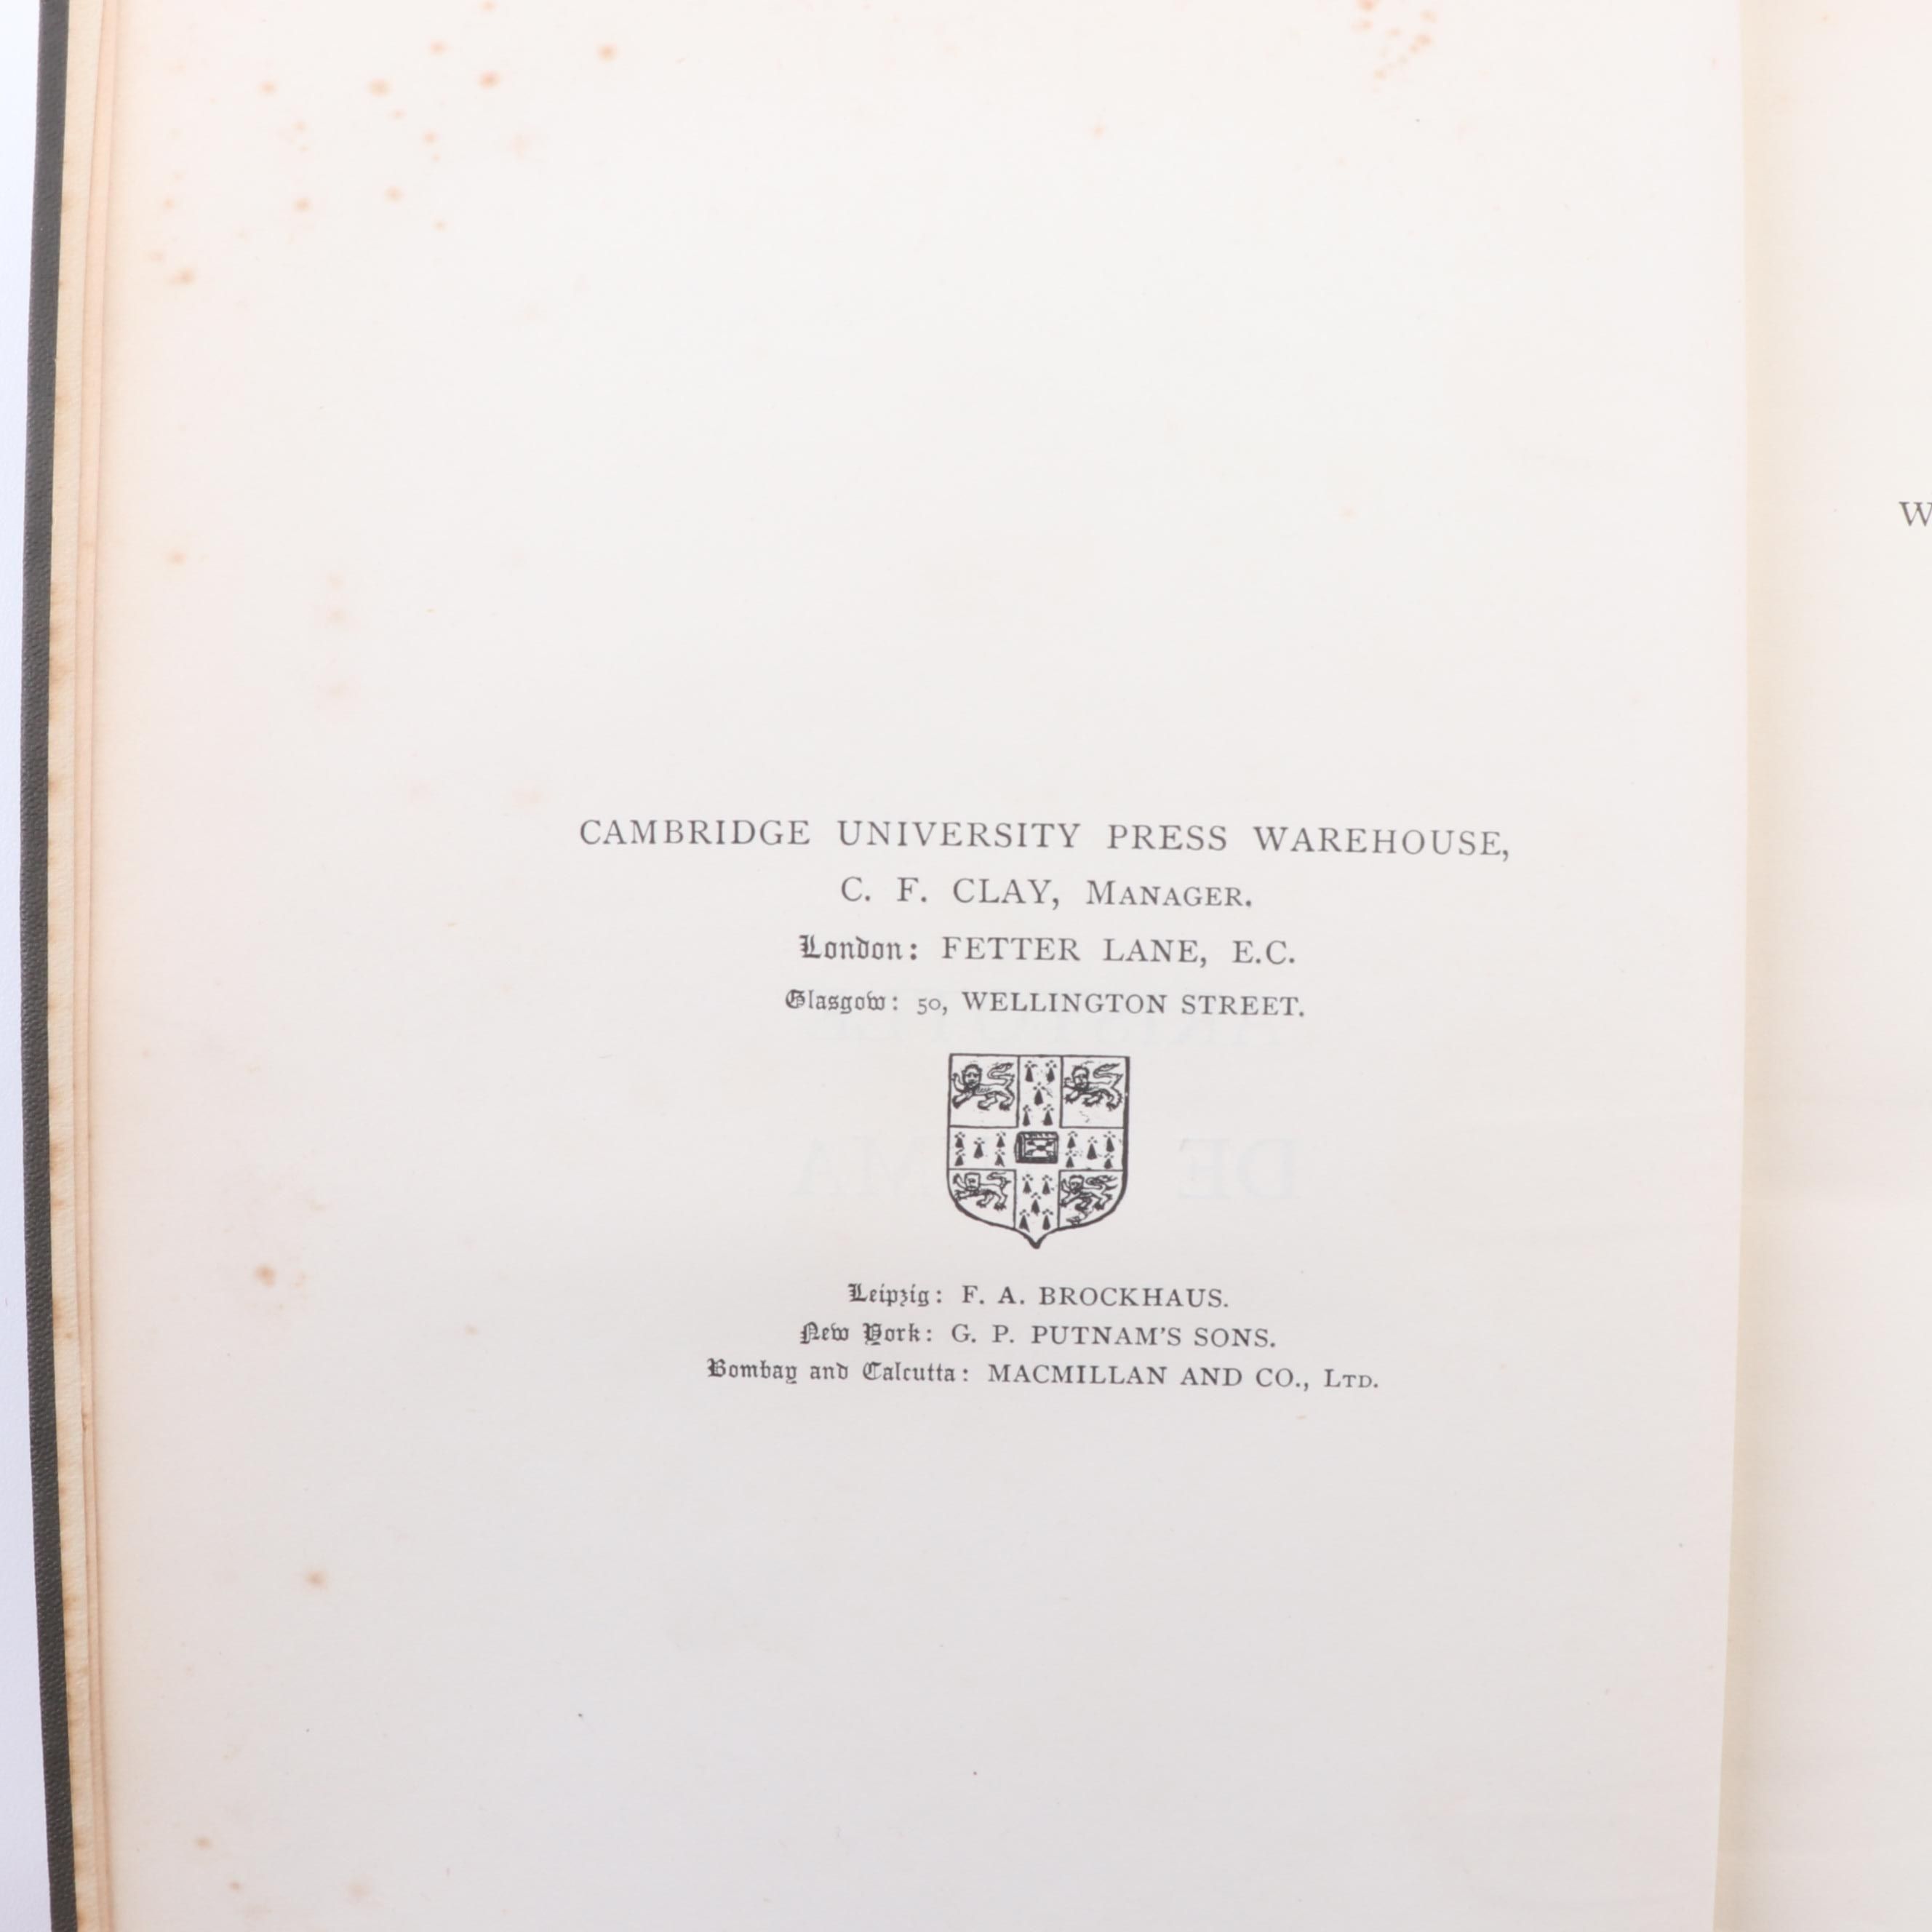 CAMBRIDGE UNIVERSITY PRESS WAREHOUSE,
C. F. CLAY, MANAGER.
London: FETTER LANE, E.C.
Glasgow: 50, WELLINGTON STREET.
Leipzig: F. A. BROCKHAUS.
New York: G. P. PUTNAM'S SONS.
Bombay and Calcutta: MACMILLAN AND CO., LTD.
W